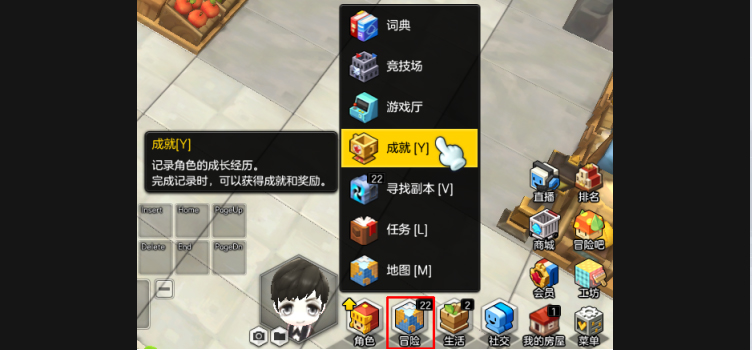 词典
竞技场
游戏厅
成就 [Y]
22
寻找副本 [V]
任务 [L]
地图 [M]
成就[Y]
记录角色的成长经历。
完成记录时，可以获得成就和奖励。
Insert Home PageUp
Delete End PageDn
直播 排名
商城 冒险吧
会员 工坊
22 2 1
角色 冒险 生活 社交 我的房屋 菜单